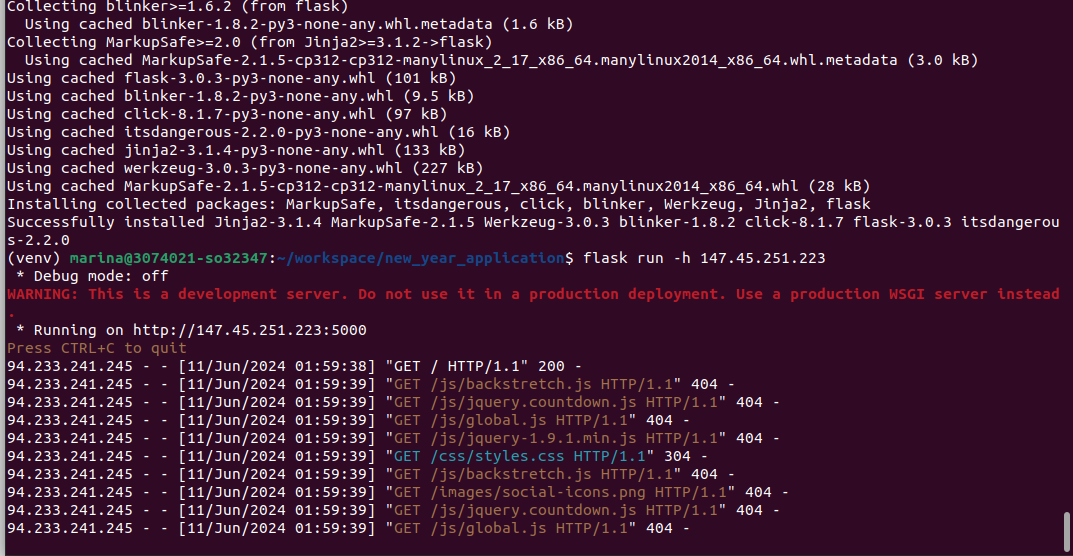 Collecting blinker>=1.6.2 (from flask)
  Using cached blinker-1.8.2-py3-none-any.whl.metadata (1.6 kB)
Collecting MarkupSafe>=2.0 (from Jinja2>=3.1.2->flask)
  Using cached MarkupSafe-2.1.5-cp312-cp312-manylinux_2_17_x86_64.manylinux2014_x86_64.whl.metadata (3.0 kB)
Using cached flask-3.0.3-py3-none-any.whl (101 kB)
Using cached blinker-1.8.2-py3-none-any.whl (9.5 kB)
Using cached click-8.1.7-py3-none-any.whl (97 kB)
Using cached itsdangerous-2.2.0-py3-none-any.whl (16 kB)
Using cached jinja2-3.1.4-py3-none-any.whl (133 kB)
Using cached werkzeug-3.0.3-py3-none-any.whl (227 kB)
Using cached MarkupSafe-2.1.5-cp312-cp312-manylinux_2_17_x86_64.manylinux2014_x86_64.whl (28 kB)
Installing collected packages: MarkupSafe, itsdangerous, click, blinker, Werkzeug, Jinja2, flask
Successfully installed Jinja2-3.1.4 MarkupSafe-2.1.5 Werkzeug-3.0.3 blinker-1.8.2 click-8.1.7 flask-3.0.3 itsdangerou
s-2.2.0
(venv) marina@3074021-so32347:~/workspace/new_year_application$ flask run -h 147.45.251.223
 * Debug mode: off
WARNING: This is a development server. Do not use it in a production deployment. Use a production WSGI server instead
.
 * Running on http://147.45.251.223:5000
Press CTRL+C to quit
94.233.241.245 - - [11/Jun/2024 01:59:38] "GET / HTTP/1.1" 200 -
94.233.241.245 - - [11/Jun/2024 01:59:39] "GET /js/backstretch.js HTTP/1.1" 404 -
94.233.241.245 - - [11/Jun/2024 01:59:39] "GET /js/jquery.countdown.js HTTP/1.1" 404 -
94.233.241.245 - - [11/Jun/2024 01:59:39] "GET /js/global.js HTTP/1.1" 404 -
94.233.241.245 - - [11/Jun/2024 01:59:39] "GET /js/jquery-1.9.1.min.js HTTP/1.1" 404 -
94.233.241.245 - - [11/Jun/2024 01:59:39] "GET /css/styles.css HTTP/1.1" 304 -
94.233.241.245 - - [11/Jun/2024 01:59:39] "GET /js/backstretch.js HTTP/1.1" 404 -
94.233.241.245 - - [11/Jun/2024 01:59:39] "GET /images/social-icons.png HTTP/1.1" 404 -
94.233.241.245 - - [11/Jun/2024 01:59:39] "GET /js/jquery.countdown.js HTTP/1.1" 404 -
94.233.241.245 - - [11/Jun/2024 01:59:39] "GET /js/global.js HTTP/1.1" 404 -